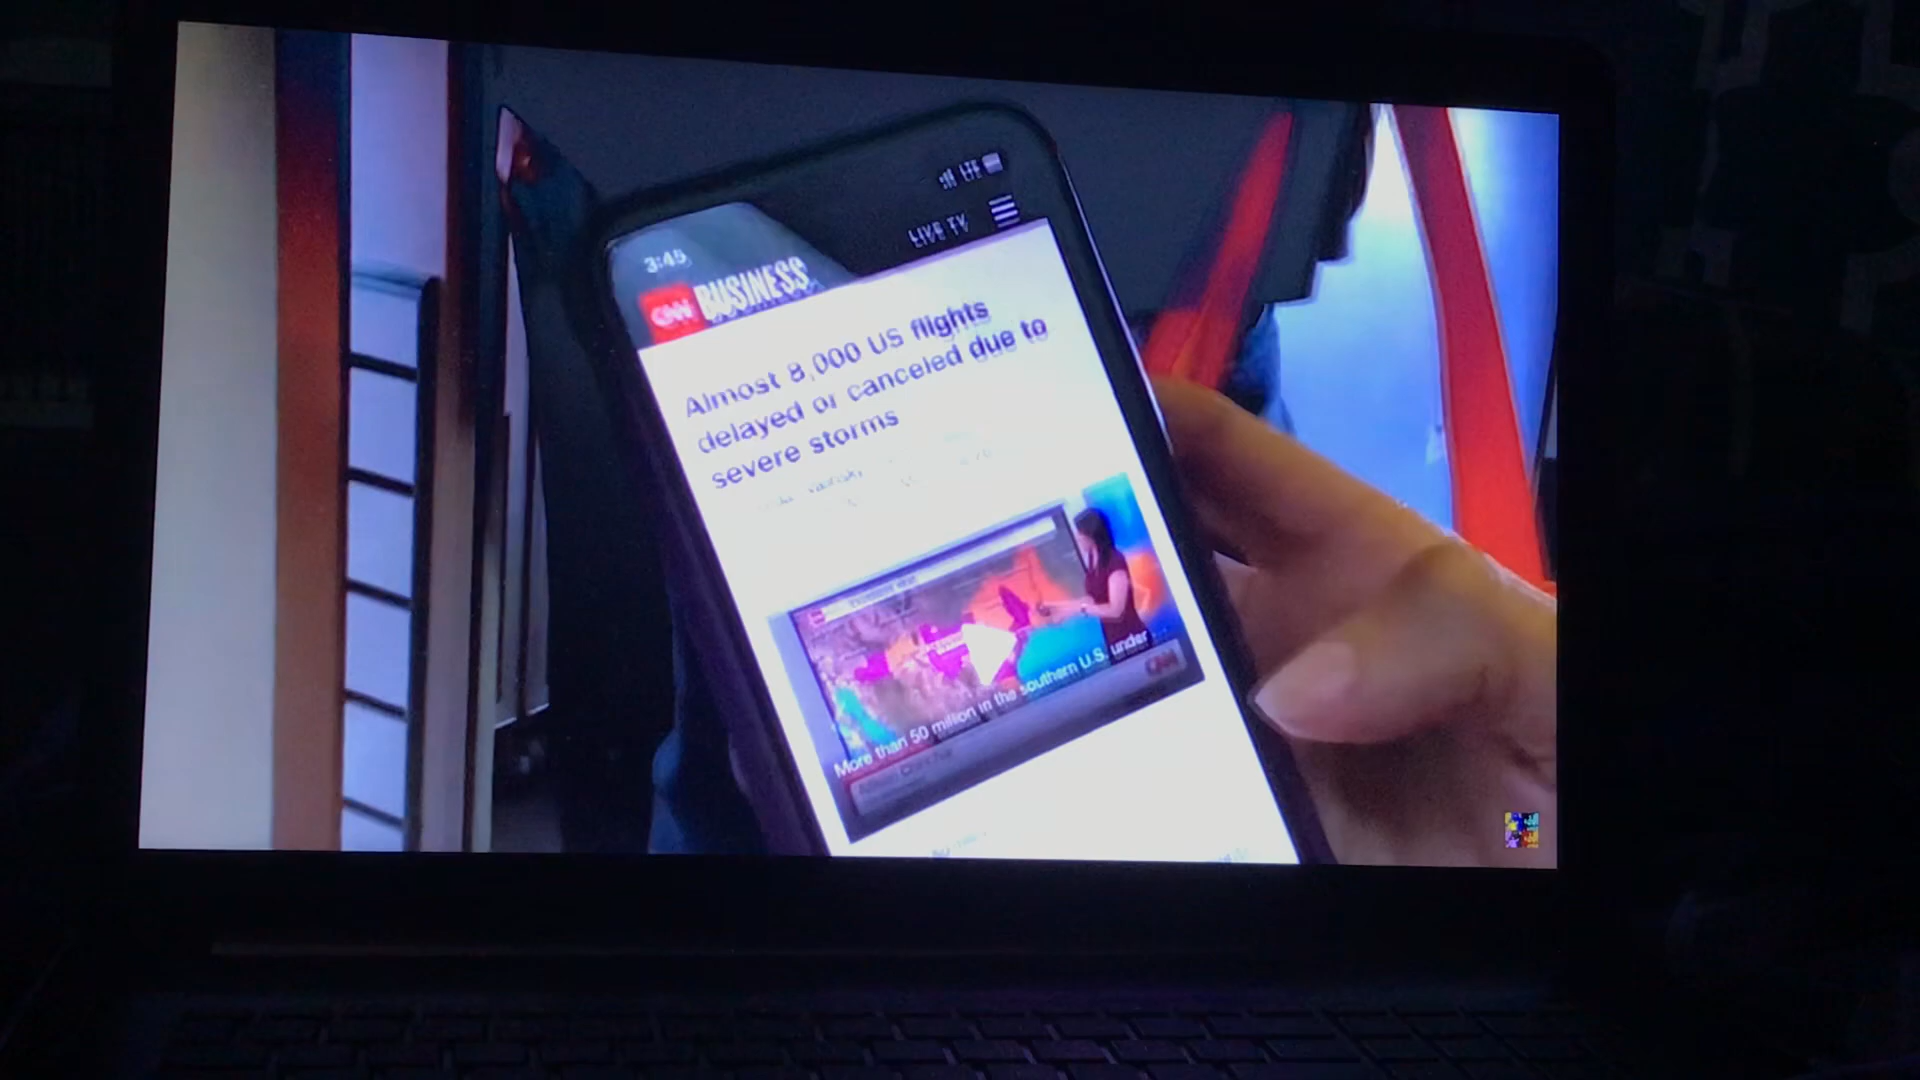 LTE
LIVE TV
3:45
CNN BUSINESS
Almost 8,000 US flights
delayed or canceled due to
severe storms
More than 50 million in the southern U.S. under
CNN